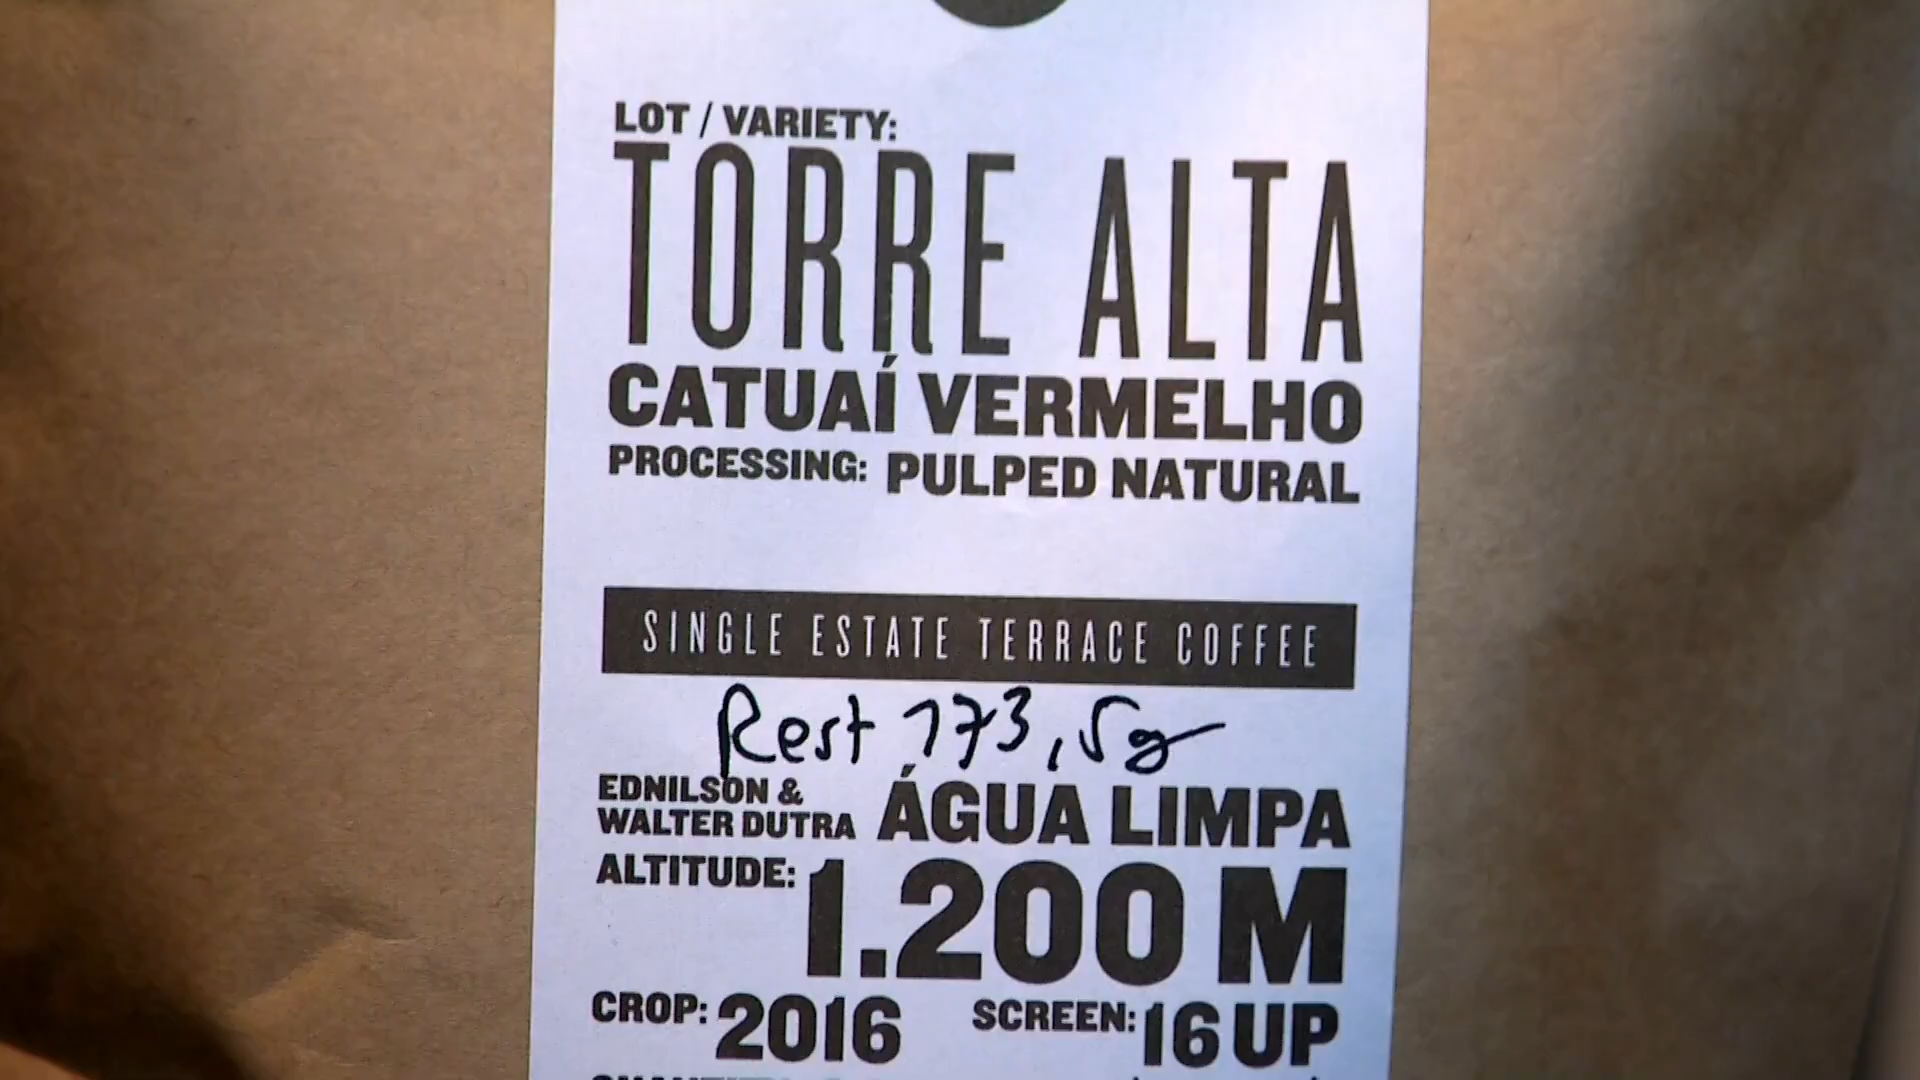 LOT / VARIETY:
TORRE ALTA
CATUAÍ VERMELHO
PROCESSING: PULPED NATURAL
SINGLE ESTATE TERRACE COFFEE
Rest 173,5g
EDNILSON &
WALTER DUTRA ÁGUA LIMPA
ALTITUDE: 1.200 M
CROP: 2016 SCREEN: 16 UP